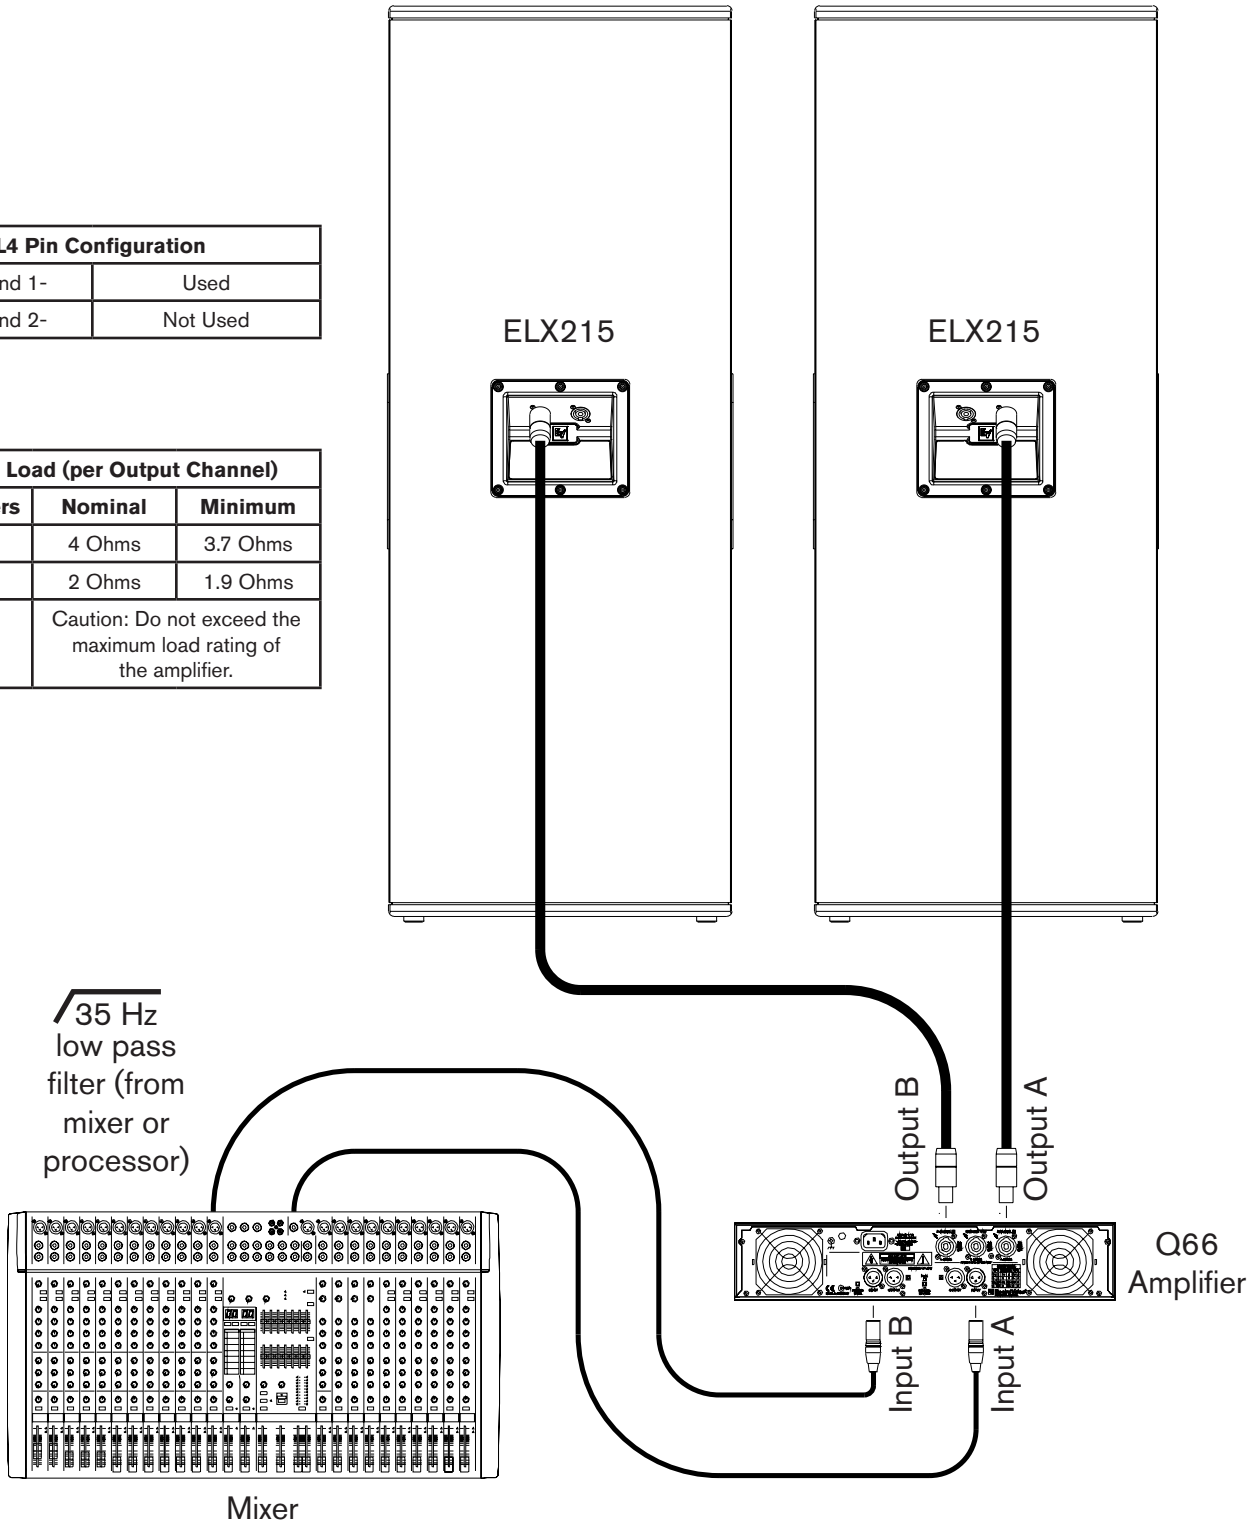 L4 Pin Configuration
nd 1- Used
nd 2- Not Used
ELX215
ELX215
Load (per Output Channel)
rs Nominal Minimum
4 Ohms 3.7 Ohms
2 Ohms 1.9 Ohms
Caution: Do not exceed the
maximum load rating of
the amplifier.
35 Hz
low pass
filter (from
mixer or
processor)
Output B
Output A
Q66
Amplifier
Input B
Input A
Mixer